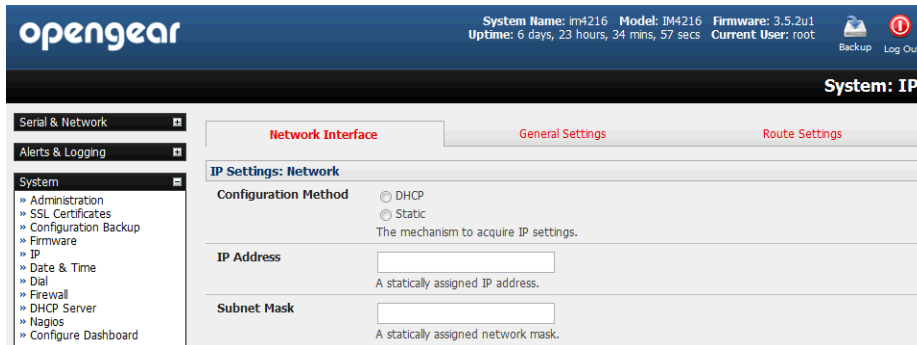 opengear
System Name: im4216 Model: IM4216 Firmware: 3.5.2u1
Uptime: 6 days, 23 hours, 34 mins, 57 secs Current User: root
Backup
Log Ou
System: IP
Serial & Network
Alerts & Logging
System
» Administration
» SSL Certificates
» Configuration Backup
» Firmware
» IP
» Date & Time
» Dial
» Firewall
» DHCP Server
» Nagios
» Configure Dashboard
Network Interface
General Settings
Route Settings
IP Settings: Network
Configuration Method
DHCP
Static
The mechanism to acquire IP settings.
IP Address
A statically assigned IP address.
Subnet Mask
A statically assigned network mask.